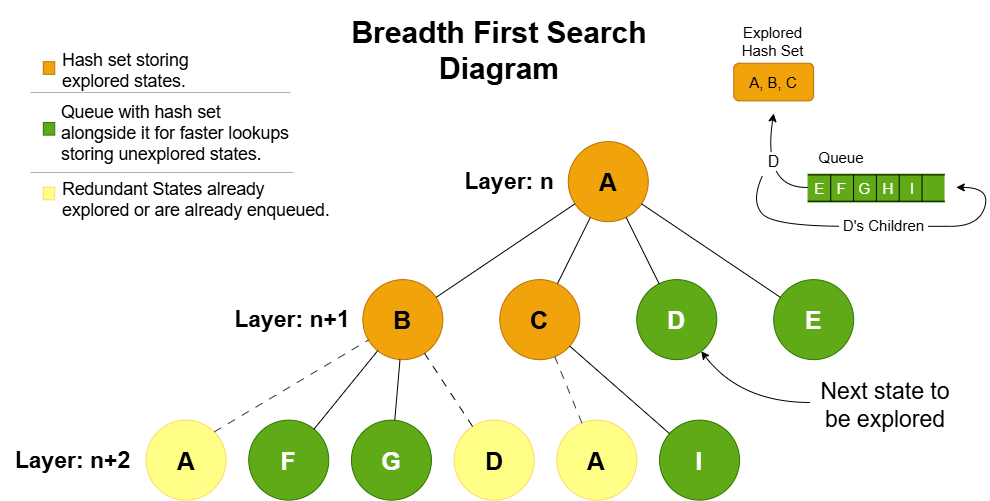 Breadth First Search
Diagram
Hash set storing
explored states.
Queue with hash set
alongside it for faster lookups
storing unexplored states.
Redundant States already
explored or are already enqueued.
Explored
Hash Set
A, B, C
D
Queue
E F G H I
D's Children
Layer: n
A
Layer: n+1
B C D E
Next state to
be explored
Layer: n+2
A F G D A I